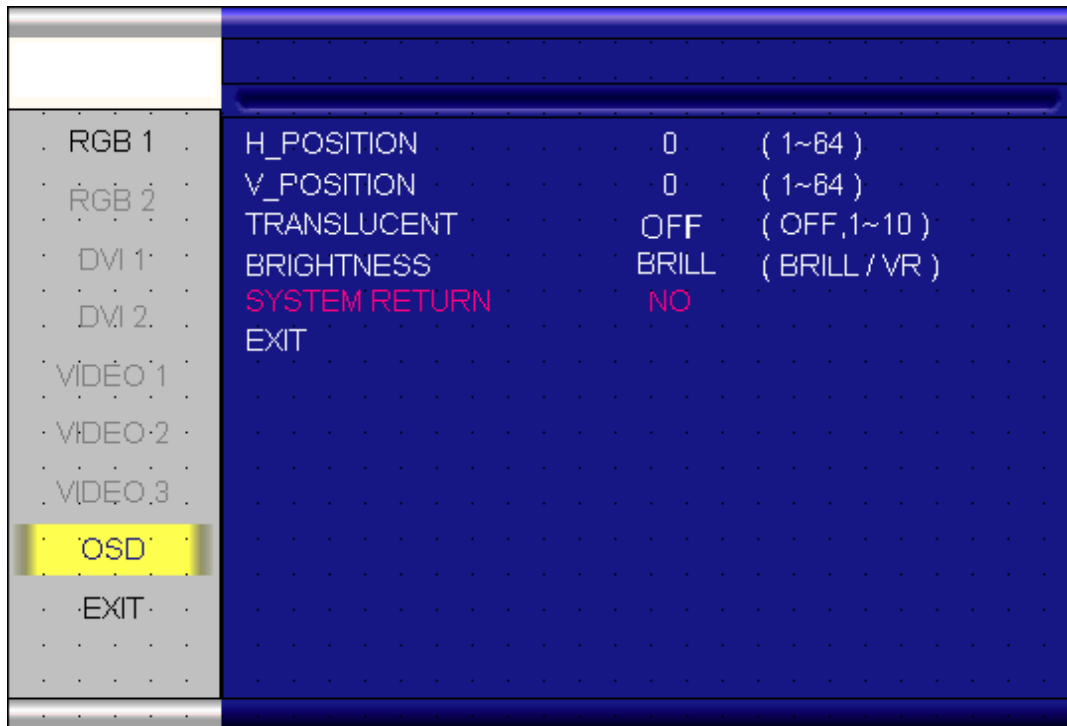 RGB 1
RGB 2
DVI 1
DVI 2
VIDEO 1
VIDEO 2
VIDEO 3
OSD
EXIT
H_POSITION 0 ( 1~64 )
V_POSITION 0 ( 1~64 )
TRANSLUCENT OFF ( OFF,1~10 )
BRIGHTNESS BRILL ( BRILL / VR )
SYSTEM RETURN NO
EXIT